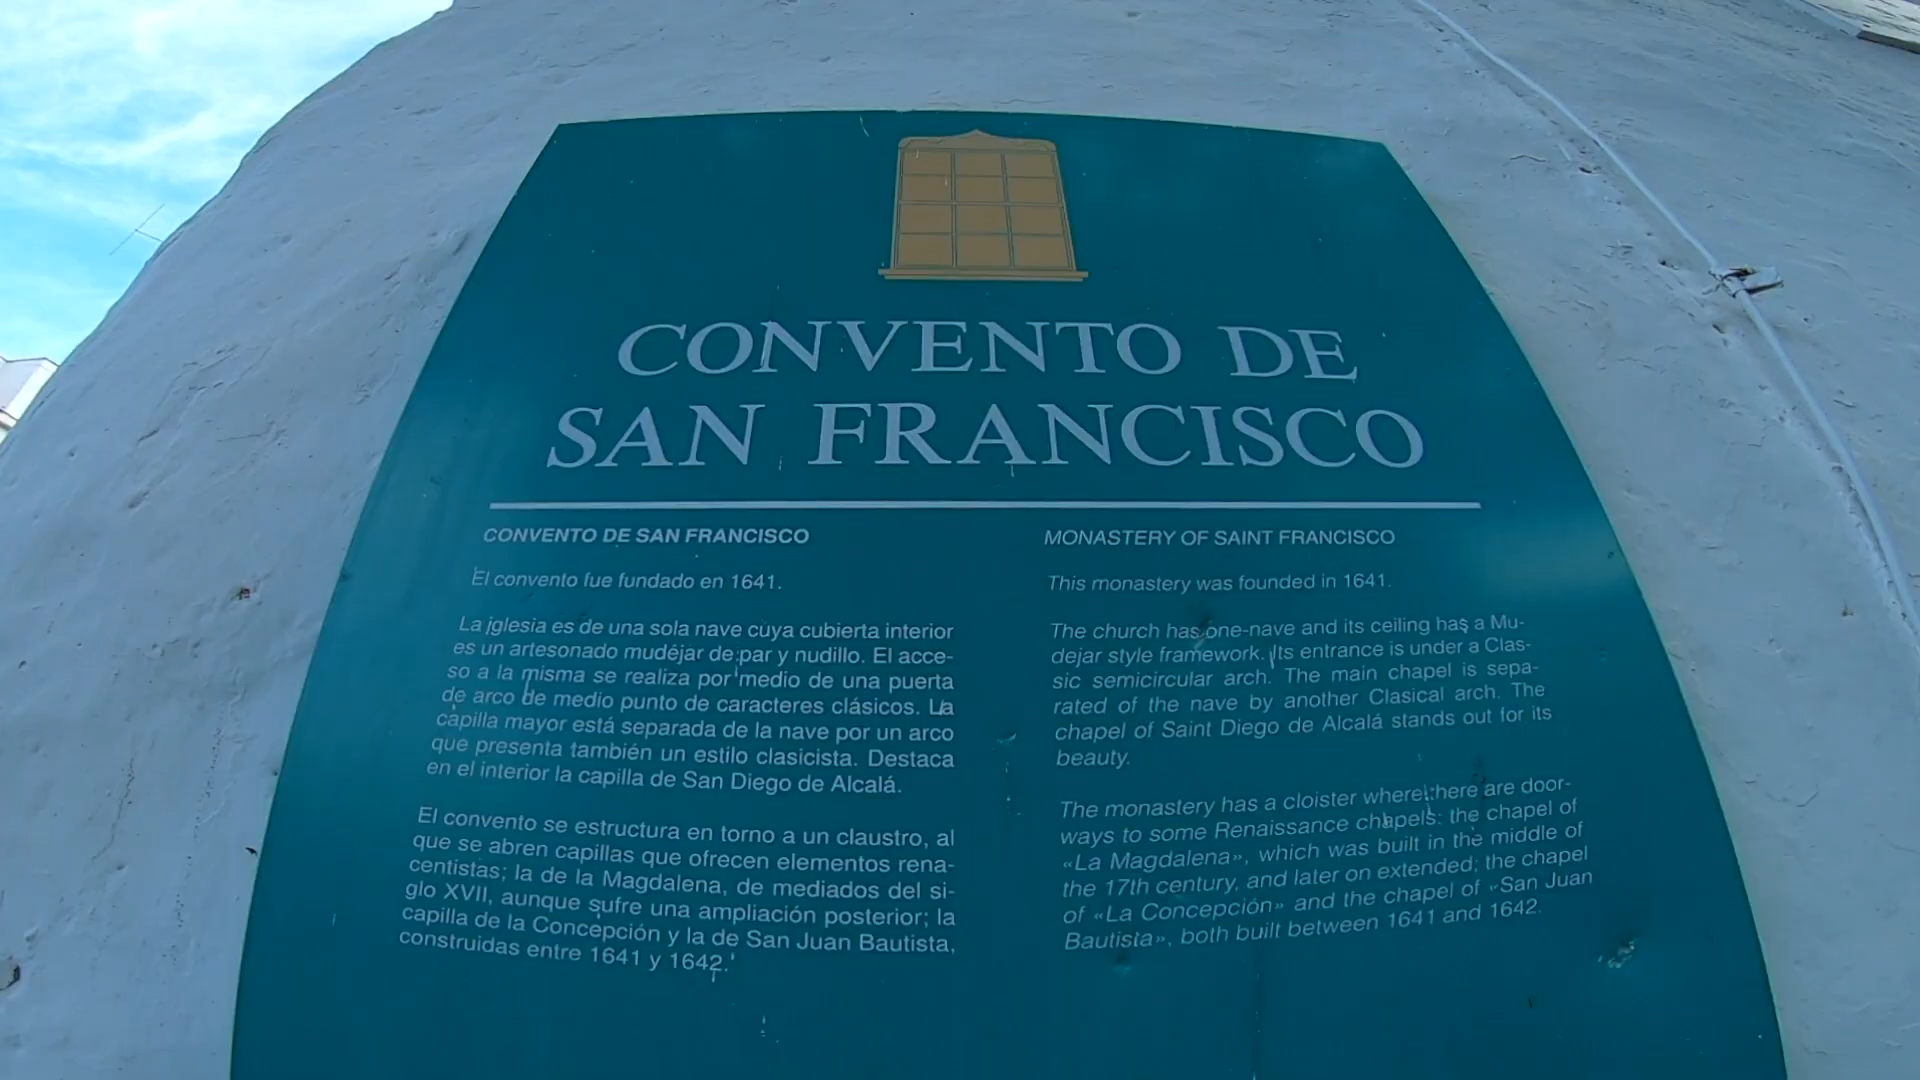 CONVENTO DE
SAN FRANCISCO
CONVENTO DE SAN FRANCISCO
El convento fue fundado en 1641.
La iglesia es de una sola nave cuya cubierta interior
es un artesonado mudéjar de par y nudillo. El acce-
so a la misma se realiza por medio de una puerta
de arco de medio punto de caracteres clásicos. La
capilla mayor está separada de la nave por un arco
que presenta también un estilo clasicista. Destaca
en el interior la capilla de San Diego de Alcalá.
El convento se estructura en torno a un claustro, al
que se abren capillas que ofrecen elementos rena-
centistas; la de la Magdalena, de mediados del si-
glo XVII, aunque sufre una ampliación posterior; la
capilla de la Concepción y la de San Juan Bautista,
construidas entre 1641 y 1642.
MONASTERY OF SAINT FRANCISCO
This monastery was founded in 1641.
The church has one-nave and its ceiling has a Mu-
dejar style framework. Its entrance is under a Clas-
sic semicircular arch. The main chapel is sepa-
rated of the nave by another Clasical arch. The
chapel of Saint Diego de Alcalá stands out for its
beauty.
The monastery has a cloister where there are door-
ways to some Renaissance chapels: the chapel of
«La Magdalena», which was built in the middle of
the 17th century, and later on extended; the chapel
of «La Concepción» and the chapel of «San Juan
Bautista», both built between 1641 and 1642.